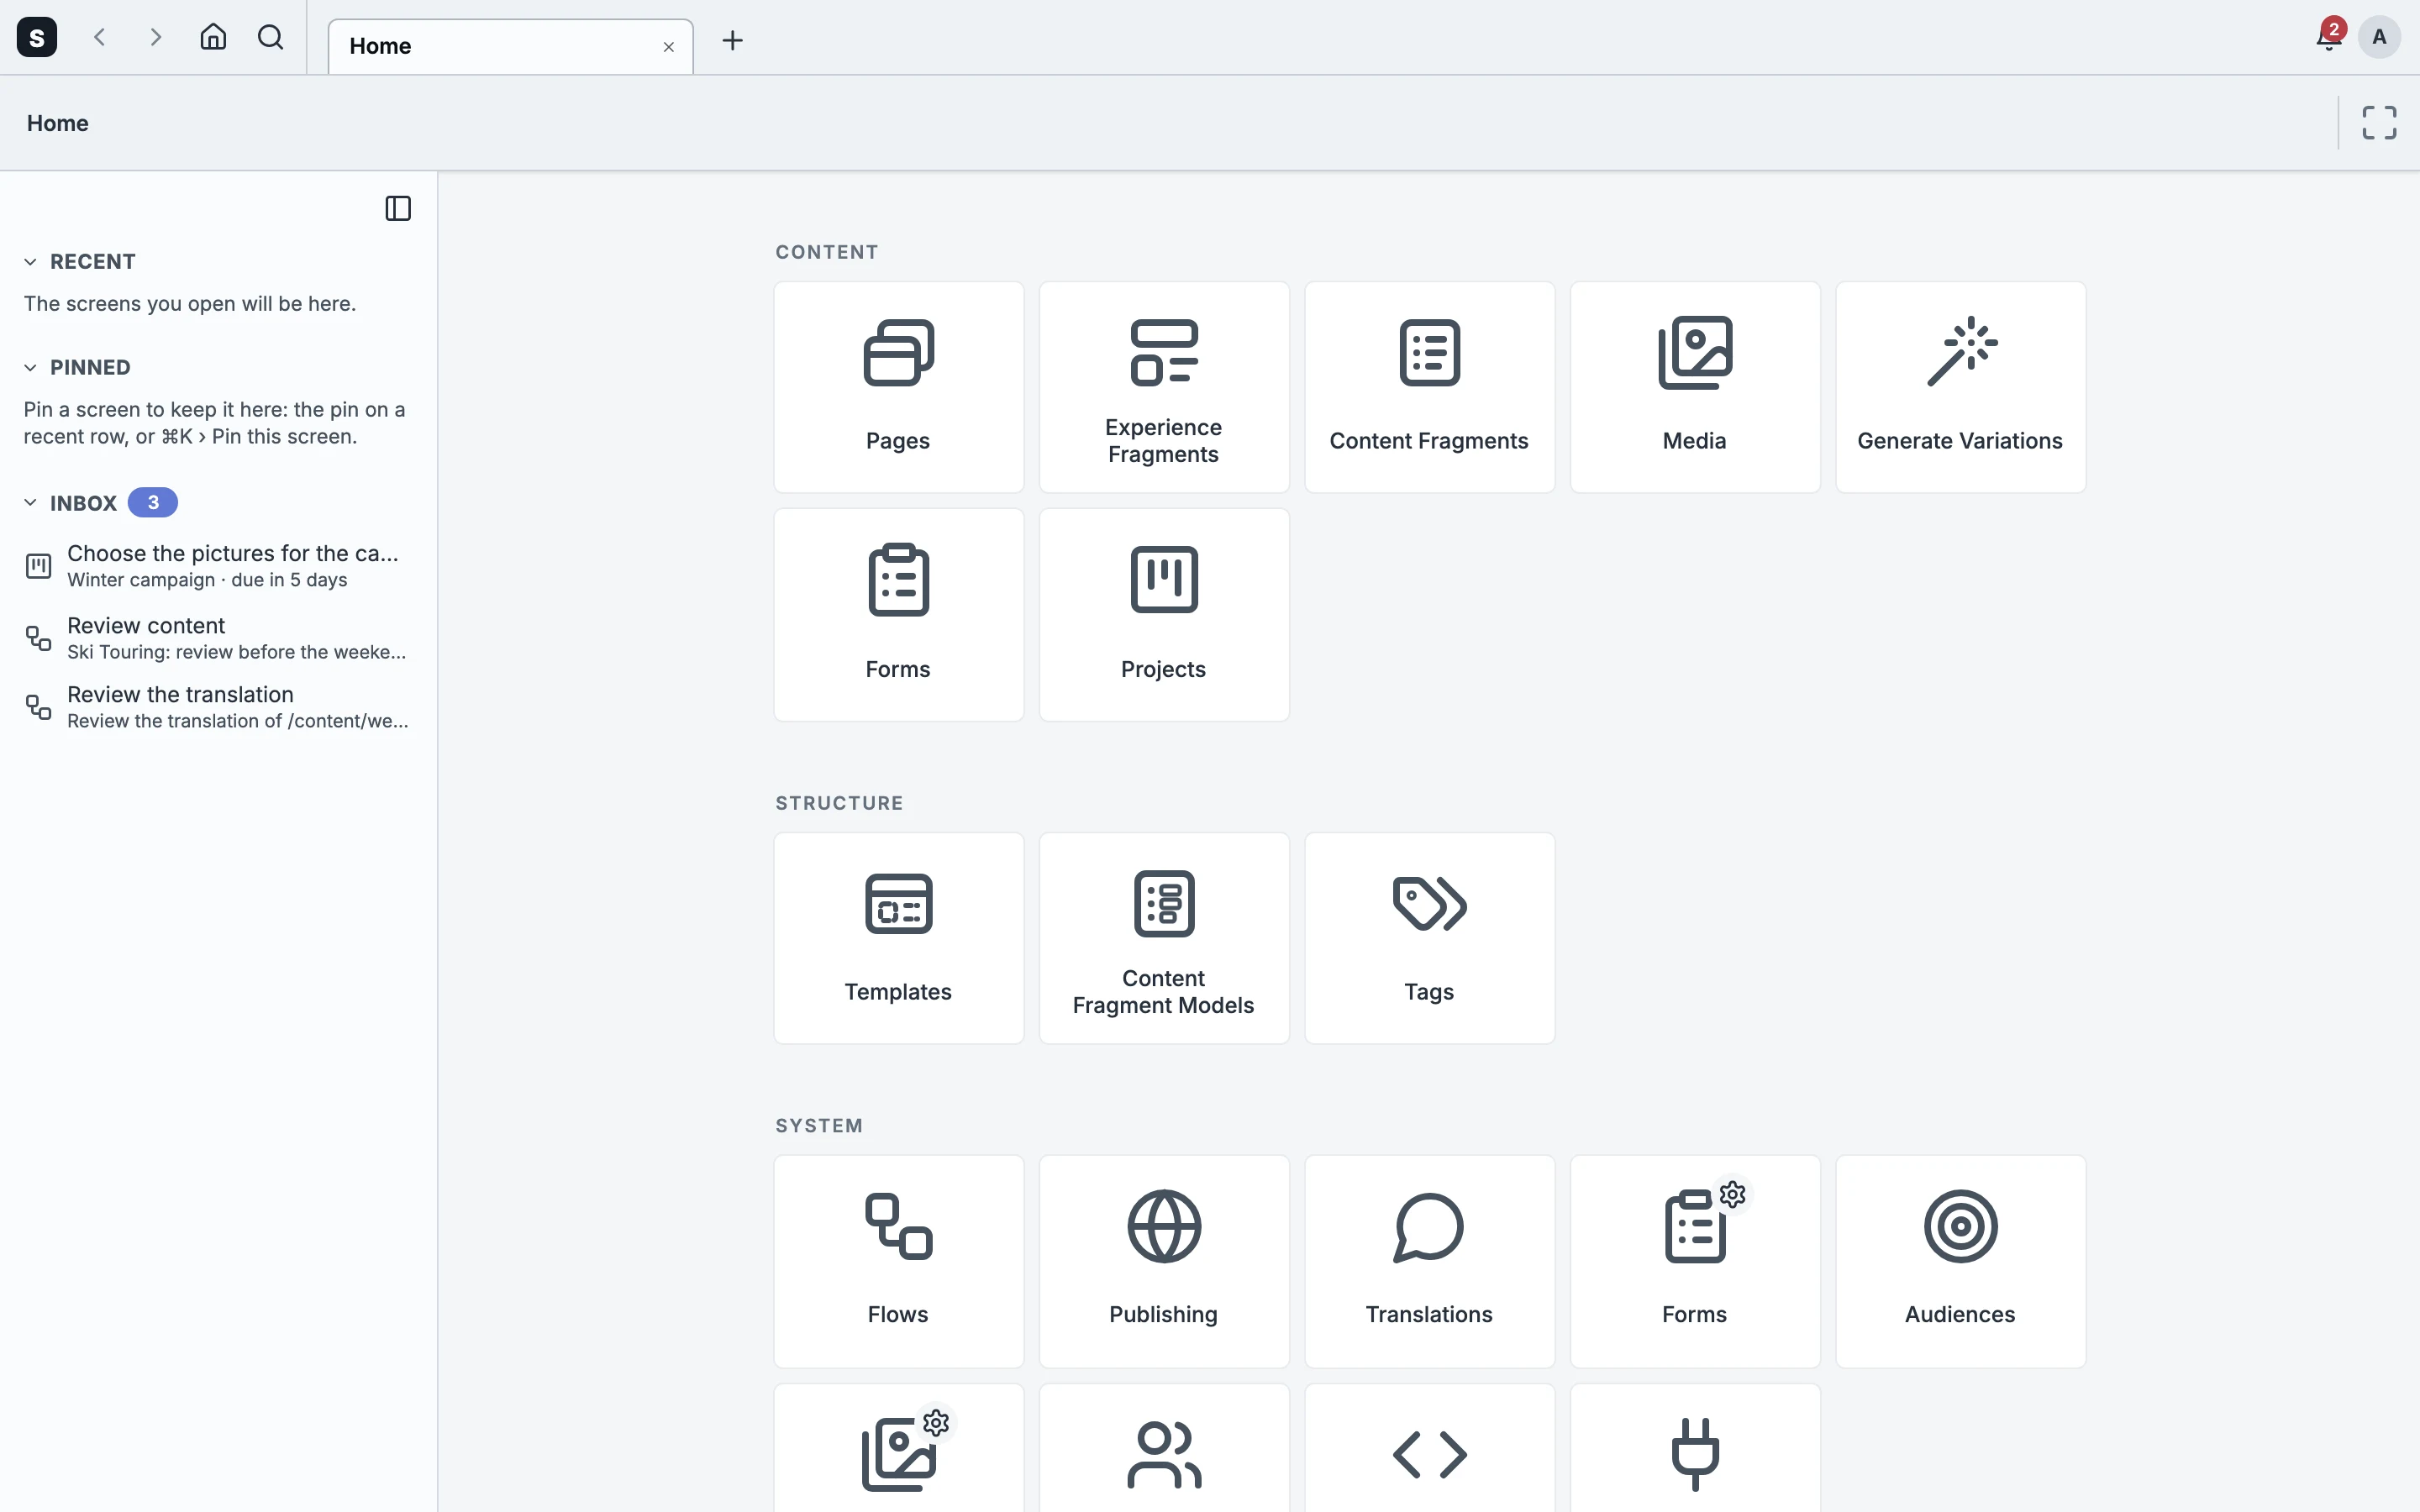 S
Home
2
A
Home
RECENT
The screens you open will be here.
PINNED
Pin a screen to keep it here: the pin on a
recent row, or ⌘K › Pin this screen.
INBOX 3
Choose the pictures for the ca...
Winter campaign · due in 5 days
Review content
Ski Touring: review before the weeke...
Review the translation
Review the translation of /content/we...
CONTENT
Pages
Experience
Fragments
Content Fragments
Media
Generate Variations
Forms
Projects
STRUCTURE
Templates
Content
Fragment Models
Tags
SYSTEM
Flows
Publishing
Translations
Forms
Audiences